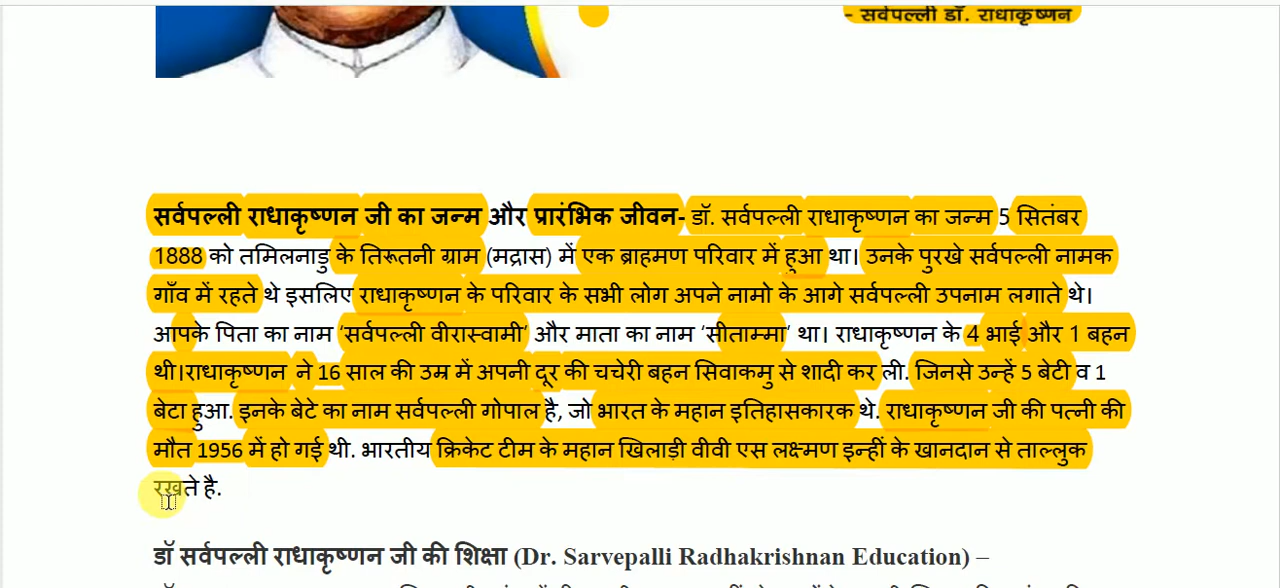 - सर्वपल्ली डॉ. राधाकृष्णन
सर्वपल्ली राधाकृष्णन जी का जन्म और प्रारंभिक जीवन- डॉ. सर्वपल्ली राधाकृष्णन का जन्म 5 सितंबर
1888 को तमिलनाडु के तिरूतनी ग्राम (मद्रास) में एक ब्राहमण परिवार में हुआ था। उनके पुरखे सर्वपल्ली नामक
गाँव में रहते थे इसलिए राधाकृष्णन के परिवार के सभी लोग अपने नामो के आगे सर्वपल्ली उपनाम लगाते थे।
आपके पिता का नाम ‘सर्वपल्ली वीरास्वामी’ और माता का नाम ‘सीताम्मा’ था। राधाकृष्णन के 4 भाई और 1 बहन
थी।राधाकृष्णन ने 16 साल की उम्र में अपनी दूर की चचेरी बहन सिवाकमु से शादी कर ली. जिनसे उन्हें 5 बेटी व 1
बेटा हुआ. इनके बेटे का नाम सर्वपल्ली गोपाल है, जो भारत के महान इतिहासकारक थे. राधाकृष्णन जी की पत्नी की
मौत 1956 में हो गई थी. भारतीय क्रिकेट टीम के महान खिलाड़ी वीवी एस लक्ष्मण इन्हीं के खानदान से ताल्लुक
रखते है.
डॉ सर्वपल्ली राधाकृष्णन जी की शिक्षा (Dr. Sarvepalli Radhakrishnan Education) –